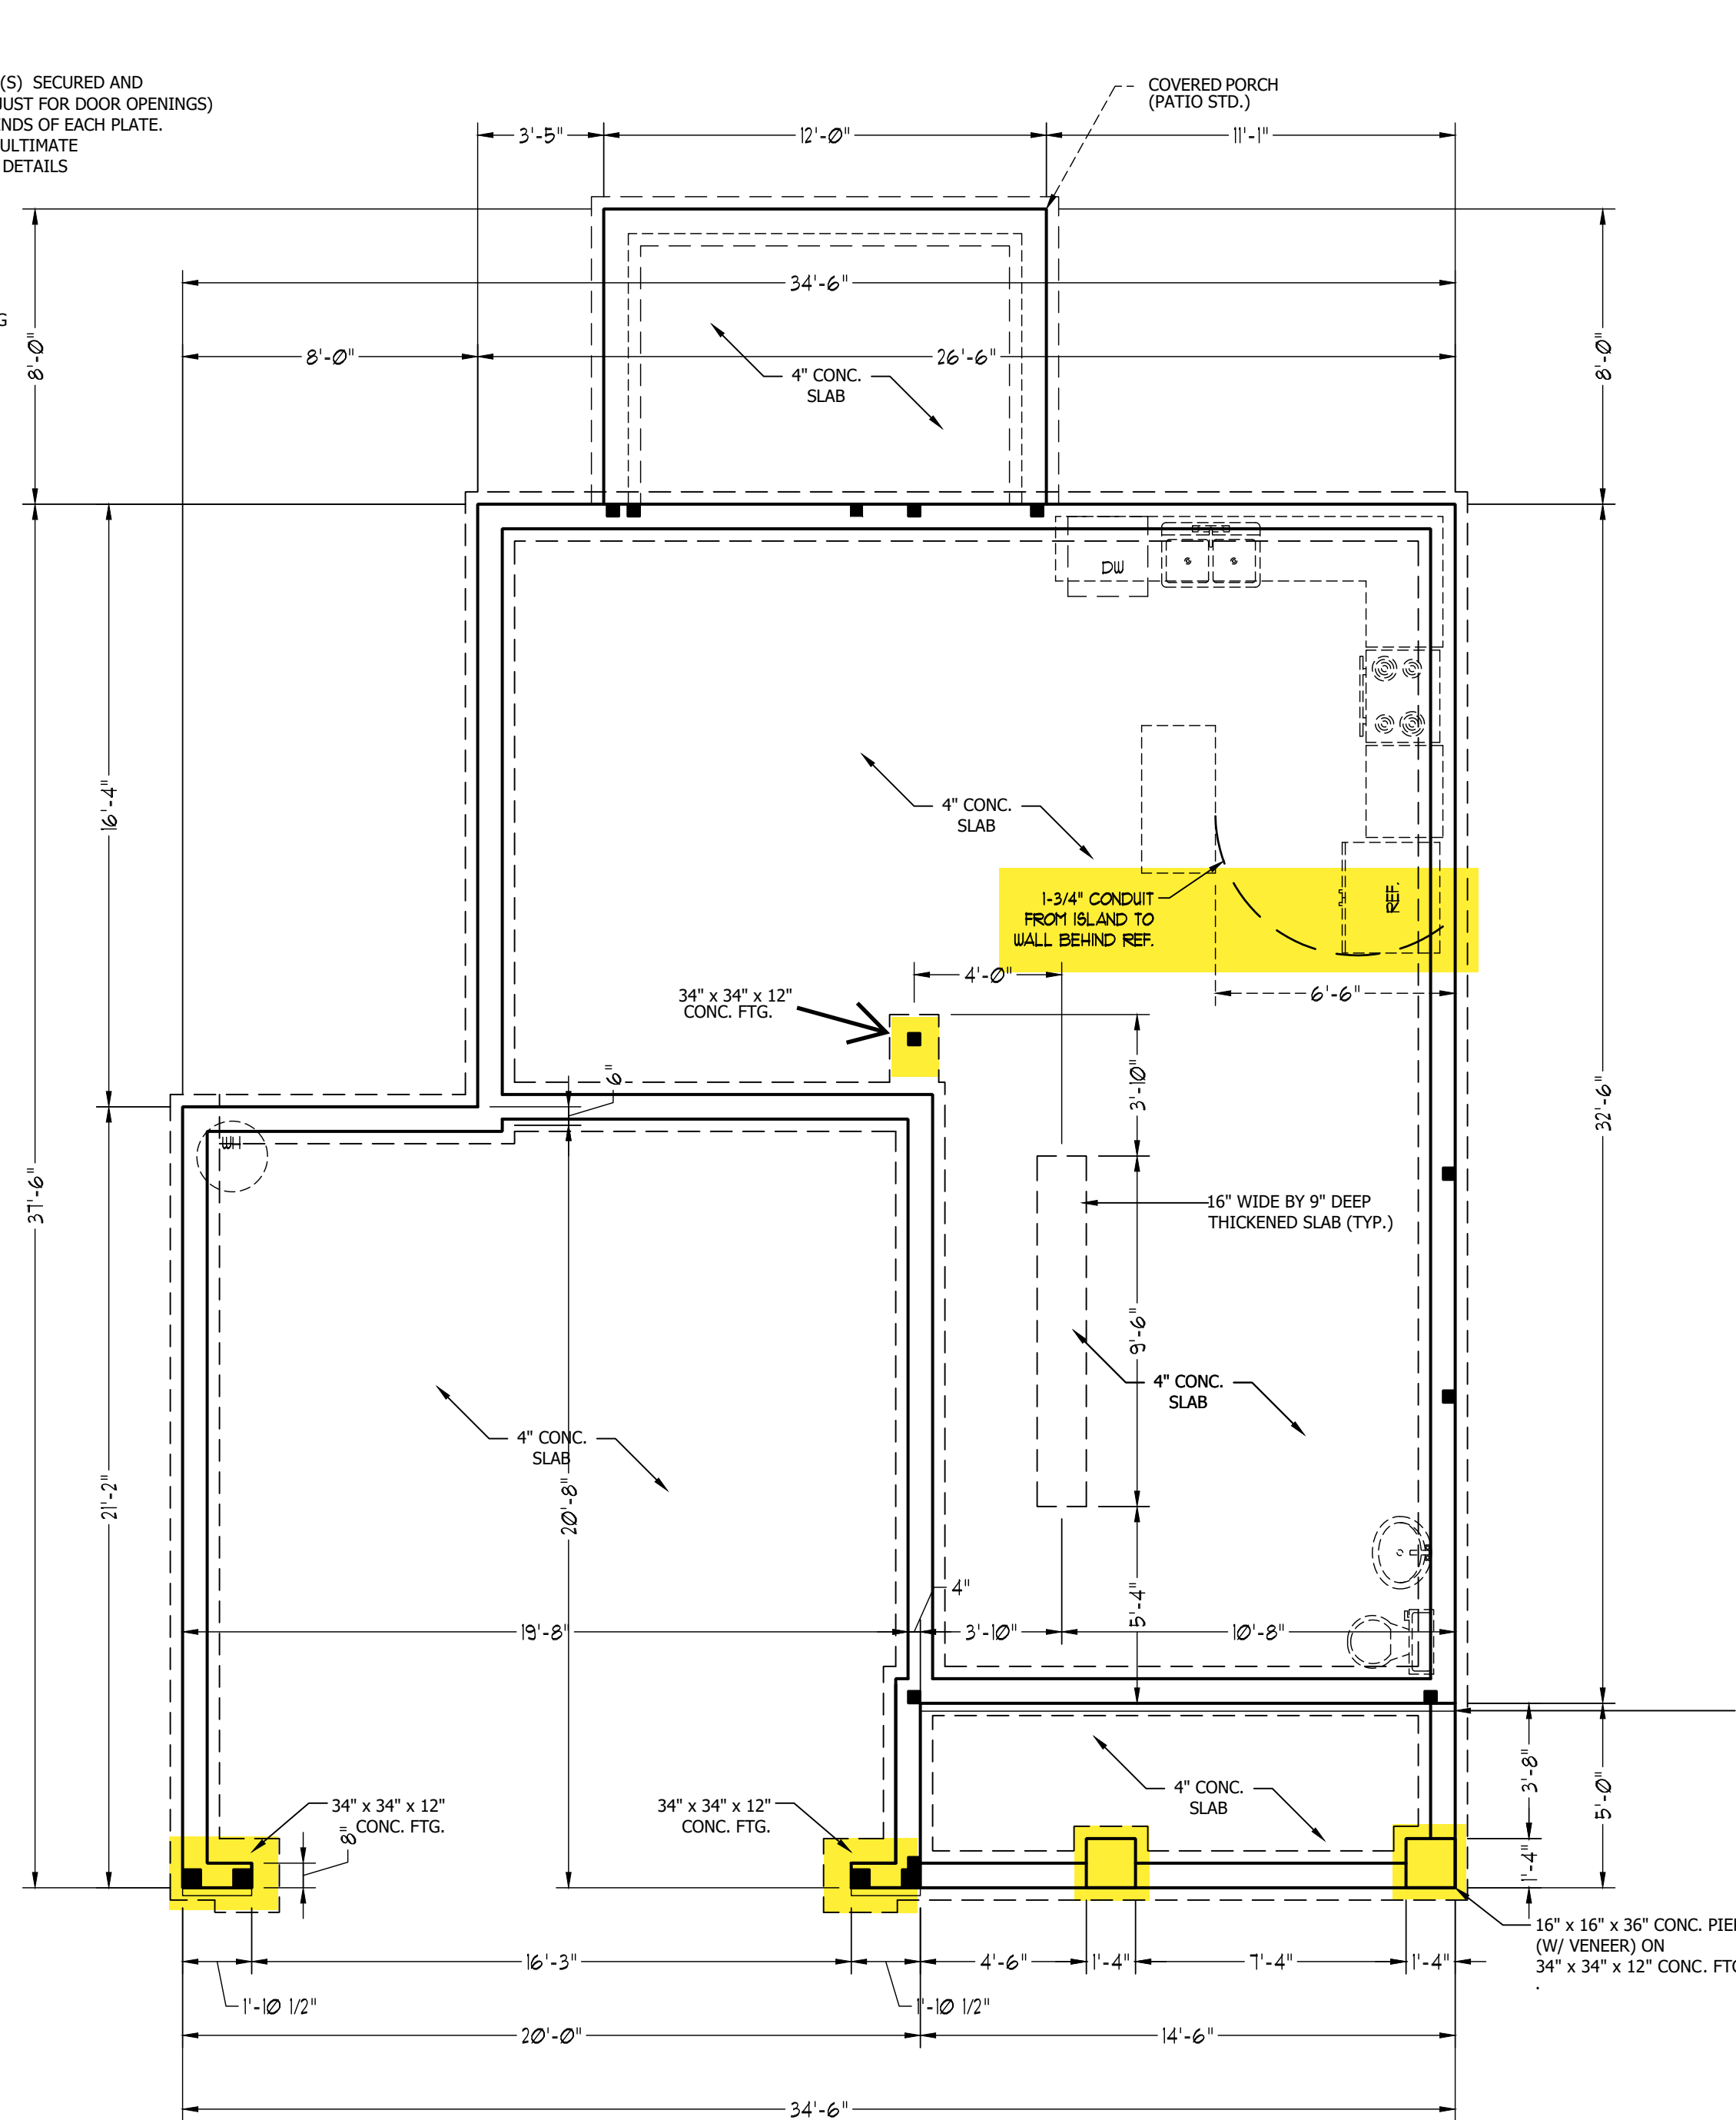 (S) SECURED AND
JUST FOR DOOR OPENINGS)
NDS OF EACH PLATE.
ULTIMATE
DETAILS
COVERED PORCH
(PATIO STD.)
3'-5" 12'-0" 11'-1"
34'-6"
8'-0" 26'-6"
8'-0"
8'-0"
G
4" CONC.
SLAB
DW
16'-4"
4" CONC.
SLAB
REF.
1-3/4" CONDUIT
FROM ISLAND TO
WALL BEHIND REF.
4'-0"
6'-6"
34" x 34" x 12"
CONC. FTG.
6"
3'-10"
32'-6"
WH
37'-6"
16" WIDE BY 9" DEEP
THICKENED SLAB (TYP.)
9'-6"
4" CONC.
SLAB
4" CONC.
SLAB
21'-2"
20'-8"
4"
5'-4"
19'-8" 3'-10" 10'-8"
3'-8"
5'-0"
4" CONC.
SLAB
34" x 34" x 12"
CONC. FTG.
8"
34" x 34" x 12"
CONC. FTG.
1'-4"
16" x 16" x 36" CONC. PIE
(W/ VENEER) ON
34" x 34" x 12" CONC. FTG
.
16'-3" 4'-6" 1'-4" 7'-4" 1'-4"
1'-10 1/2" 1'-10 1/2"
20'-0" 14'-6"
34'-6"